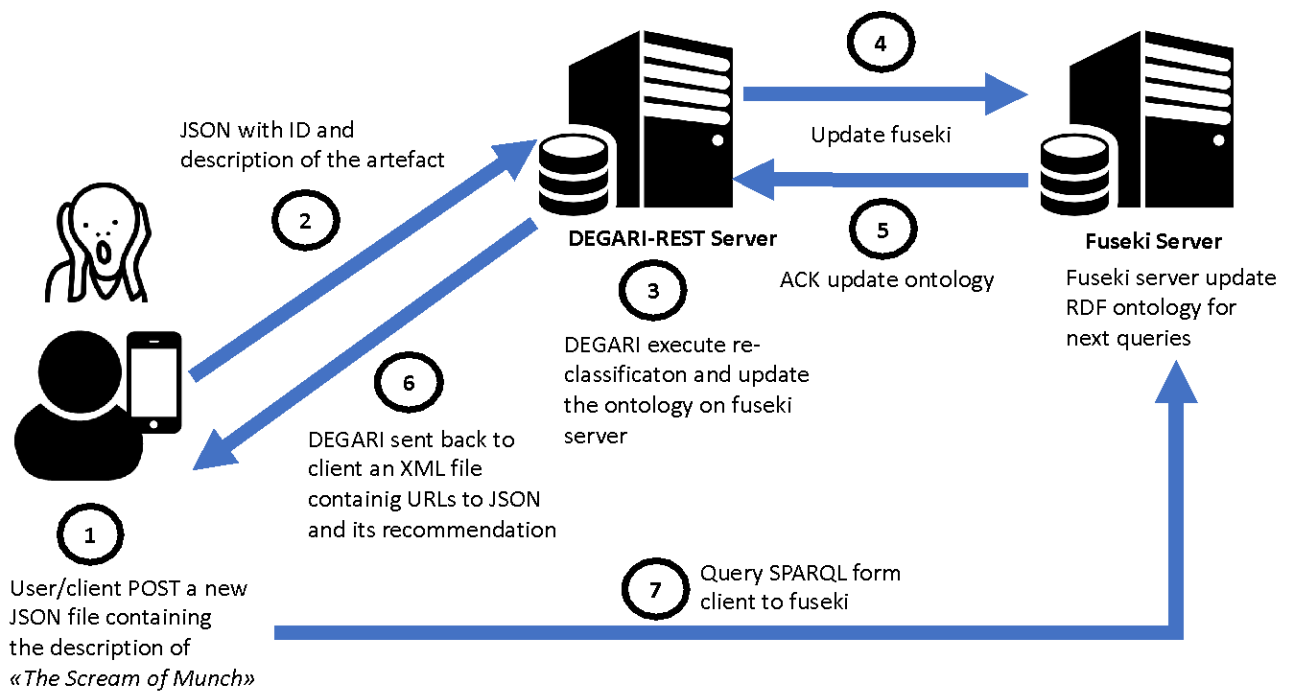 1
User/client POST a new
JSON file containing
the description of
«The Scream of Munch»
2
JSON with ID and
description of the artefact
DEGARI-REST Server
3
DEGARI execute re-
classificaton and update
the ontology on fuseki
server
4
Update fuseki
5
ACK update ontology
Fuseki Server
Fuseki server update
RDF ontology for
next queries
6
DEGARI sent back to
client an XML file
containig URLs to JSON
and its recommendation
7
Query SPARQL form
client to fuseki